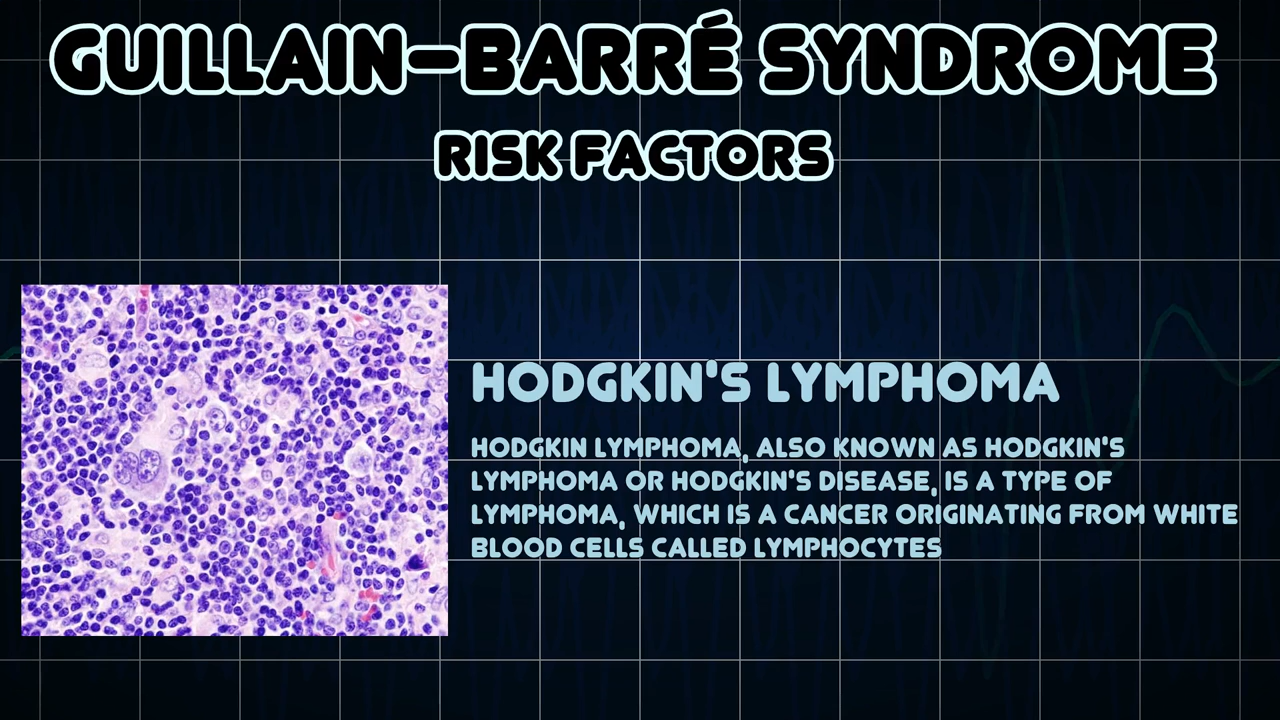 GUILLAIN-BARRÉ SYNDROME
RISK FACTORS
HODGKIN'S LYMPHOMA
HODGKIN LYMPHOMA, ALSO KNOWN AS HODGKIN'S
LYMPHOMA OR HODGKIN'S DISEASE, IS A TYPE OF
LYMPHOMA, WHICH IS A CANCER ORIGINATING FROM WHITE
BLOOD CELLS CALLED LYMPHOCYTES